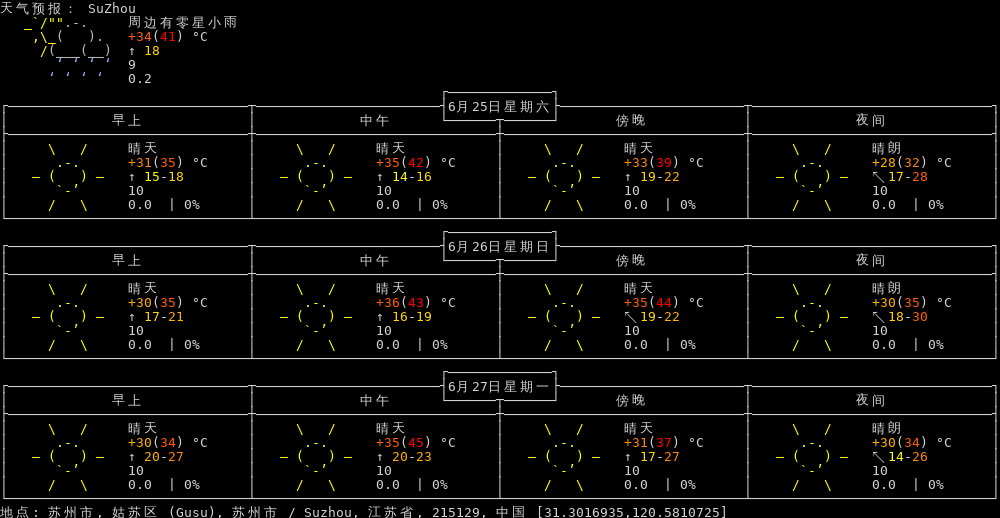 天气预报： SuZhou
周边有零星小雨
+34(41) °C
↑ 18
9
0.2
6月25日星期六
早上 中午 傍晚 夜间
晴天 晴天 晴天 晴朗
+31(35) °C +35(42) °C +33(39) °C +28(32) °C
↑ 15-18 ↑ 14-16 ↑ 19-22 ↖ 17-28
10 10 10 10
0.0 | 0% 0.0 | 0% 0.0 | 0% 0.0 | 0%
6月26日星期日
早上 中午 傍晚 夜间
晴天 晴天 晴天 晴朗
+30(35) °C +36(43) °C +35(44) °C +30(35) °C
↑ 17-21 ↑ 16-19 ↖ 19-22 ↖ 18-30
10 10 10 10
0.0 | 0% 0.0 | 0% 0.0 | 0% 0.0 | 0%
6月27日星期一
早上 中午 傍晚 夜间
晴天 晴天 晴天 晴朗
+30(34) °C +35(45) °C +31(37) °C +30(34) °C
↑ 20-27 ↑ 20-23 ↑ 17-27 ↖ 14-26
10 10 10 10
0.0 | 0% 0.0 | 0% 0.0 | 0% 0.0 | 0%
地点: 苏州市, 姑苏区 (Gusu), 苏州市 / Suzhou, 江苏省, 215129, 中国 [31.3016935,120.5810725]